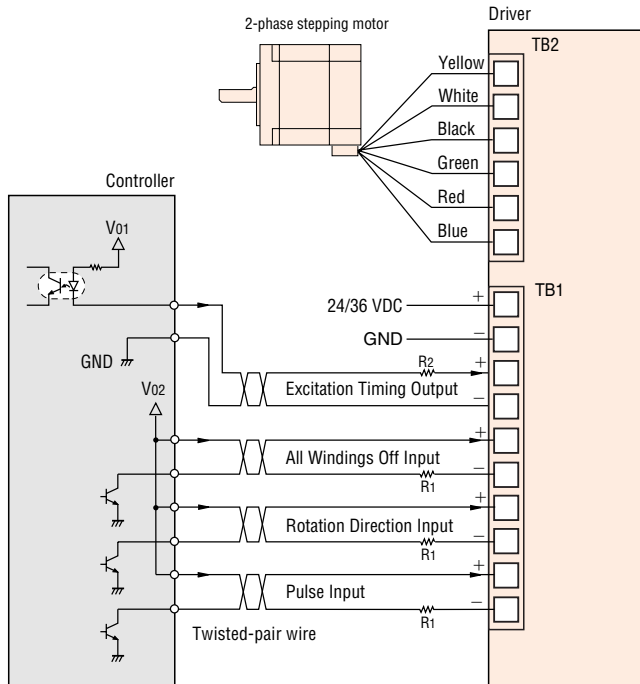 Driver
2-phase stepping motor
TB2
Yellow
White
Black
Green
Red
Blue
Controller
V01
TB1
24/36 VDC
+
GND
−
R2
+
GND
Excitation Timing Output
−
V02
+
All Windings Off Input
R1
−
+
Rotation Direction Input
R1
−
+
Pulse Input
R1
−
Twisted-pair wire